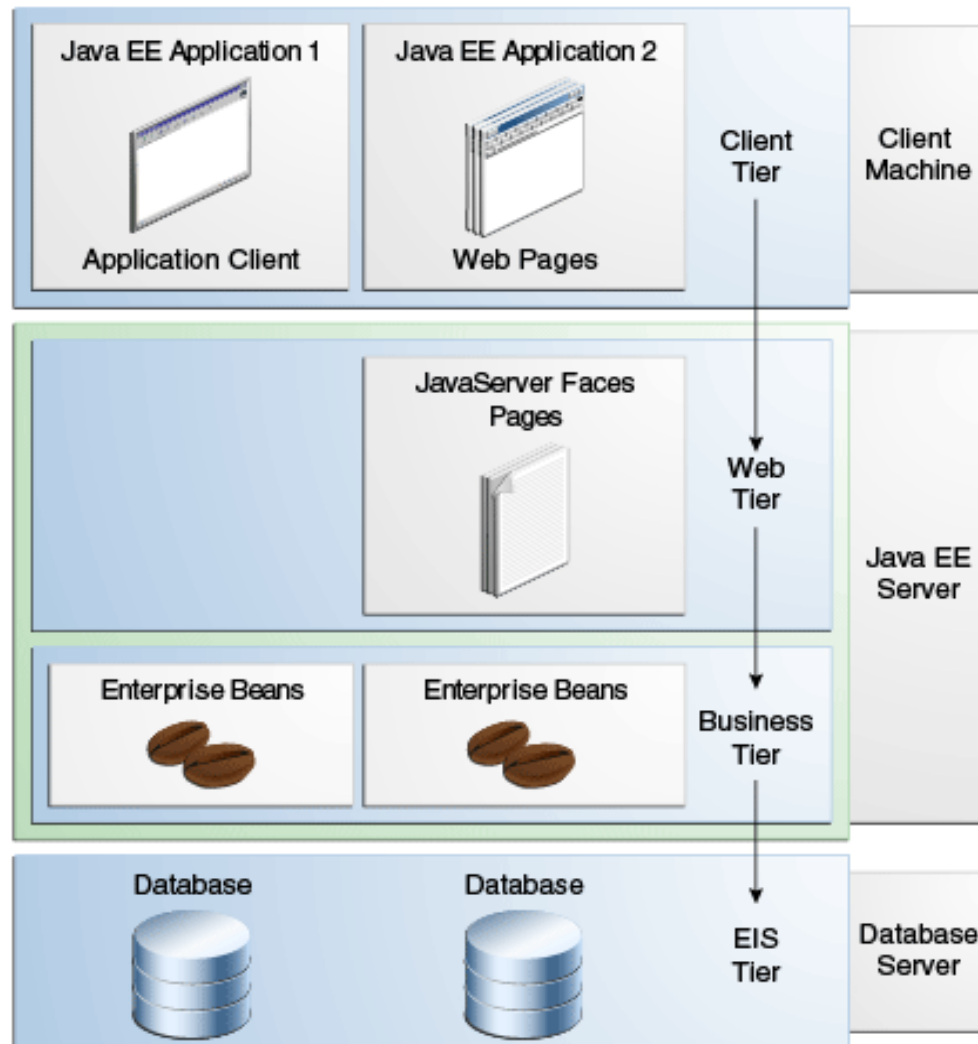 Java EE Application 1
Java EE Application 2
Application Client
Web Pages
Client
Tier
Client
Machine
JavaServer Faces
Pages
Web
Tier
Java EE
Server
Enterprise Beans
Enterprise Beans
Business
Tier
Database
Database
EIS
Tier
Database
Server